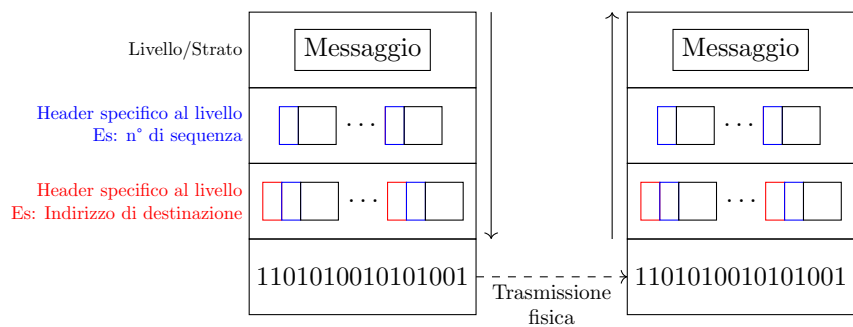 Livello/Strato
Messaggio
Messaggio
Header specifico al livello
Es: n° di sequenza
...
...
Header specifico al livello
Es: Indirizzo di destinazione
...
...
1101010010101001
1101010010101001
Trasmissione
fisica